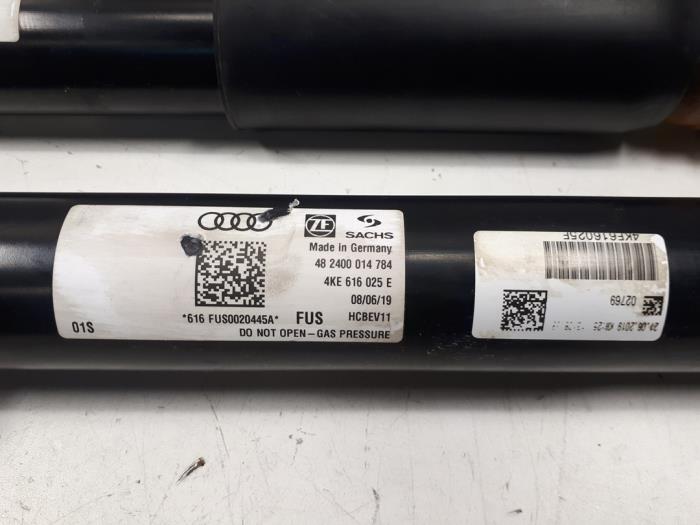 ZF
SACHS
Made in Germany
48 2400 014 784
4KE 616 025 E
08/06/19
*616 FUS0020445A*
FUS
HCBEV11
01S
DO NOT OPEN-GAS PRESSURE
4KE616025E
02769